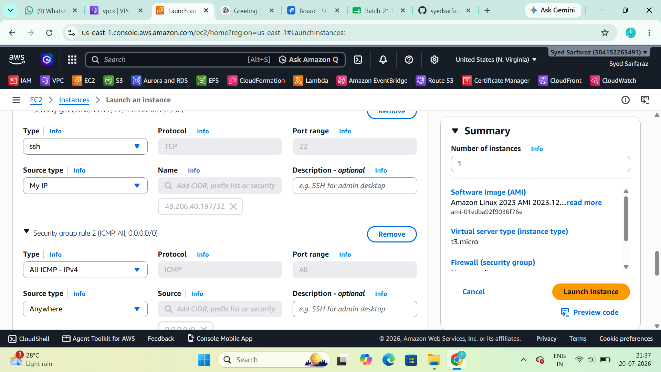 (9) WhatsA
vpcs | VPC
Launch an
Greeting
Board
Batch 21
syedsarfar
Ask Gemini
us-east-1.console.aws.amazon.com/ec2/home?region=us-east-1#LaunchInstances:
aws
Search
[Alt+S]
Ask Amazon Q
United States (N. Virginia)
Syed Sarfaraz (304152263491)
Syed Sarfaraz
IAM
VPC
EC2
S3
Aurora and RDS
EFS
CloudFormation
Lambda
Amazon EventBridge
Route 53
Certificate Manager
CloudFront
CloudWatch
EC2
Instances
Launch an instance
Remove
Type Info
Protocol Info
Port range Info
ssh
TCP
22
Source type Info
Name Info
Description - optional Info
My IP
Add CIDR, prefix list or security
e.g. SSH for admin desktop
49.206.40.197/32
Security group rule 2 (ICMP, All, 0.0.0.0/0)
Remove
Type Info
Protocol Info
Port range Info
All ICMP - IPv4
ICMP
All
Source type Info
Source Info
Description - optional Info
Anywhere
Add CIDR, prefix list or security
e.g. SSH for admin desktop
0.0.0.0/0
Summary
Number of instances Info
1
Software Image (AMI)
Amazon Linux 2023 AMI 2023.12....read more
ami-01edba92f9036f76e
Virtual server type (instance type)
t3.micro
Firewall (security group)
Cancel
Launch instance
Preview code
CloudShell
Agent Toolkit for AWS
Feedback
Console Mobile App
© 2026, Amazon Web Services, Inc. or its affiliates.
Privacy
Terms
Cookie preferences
28°C
Light rain
Search
ENG
IN
21:37
20-07-2026